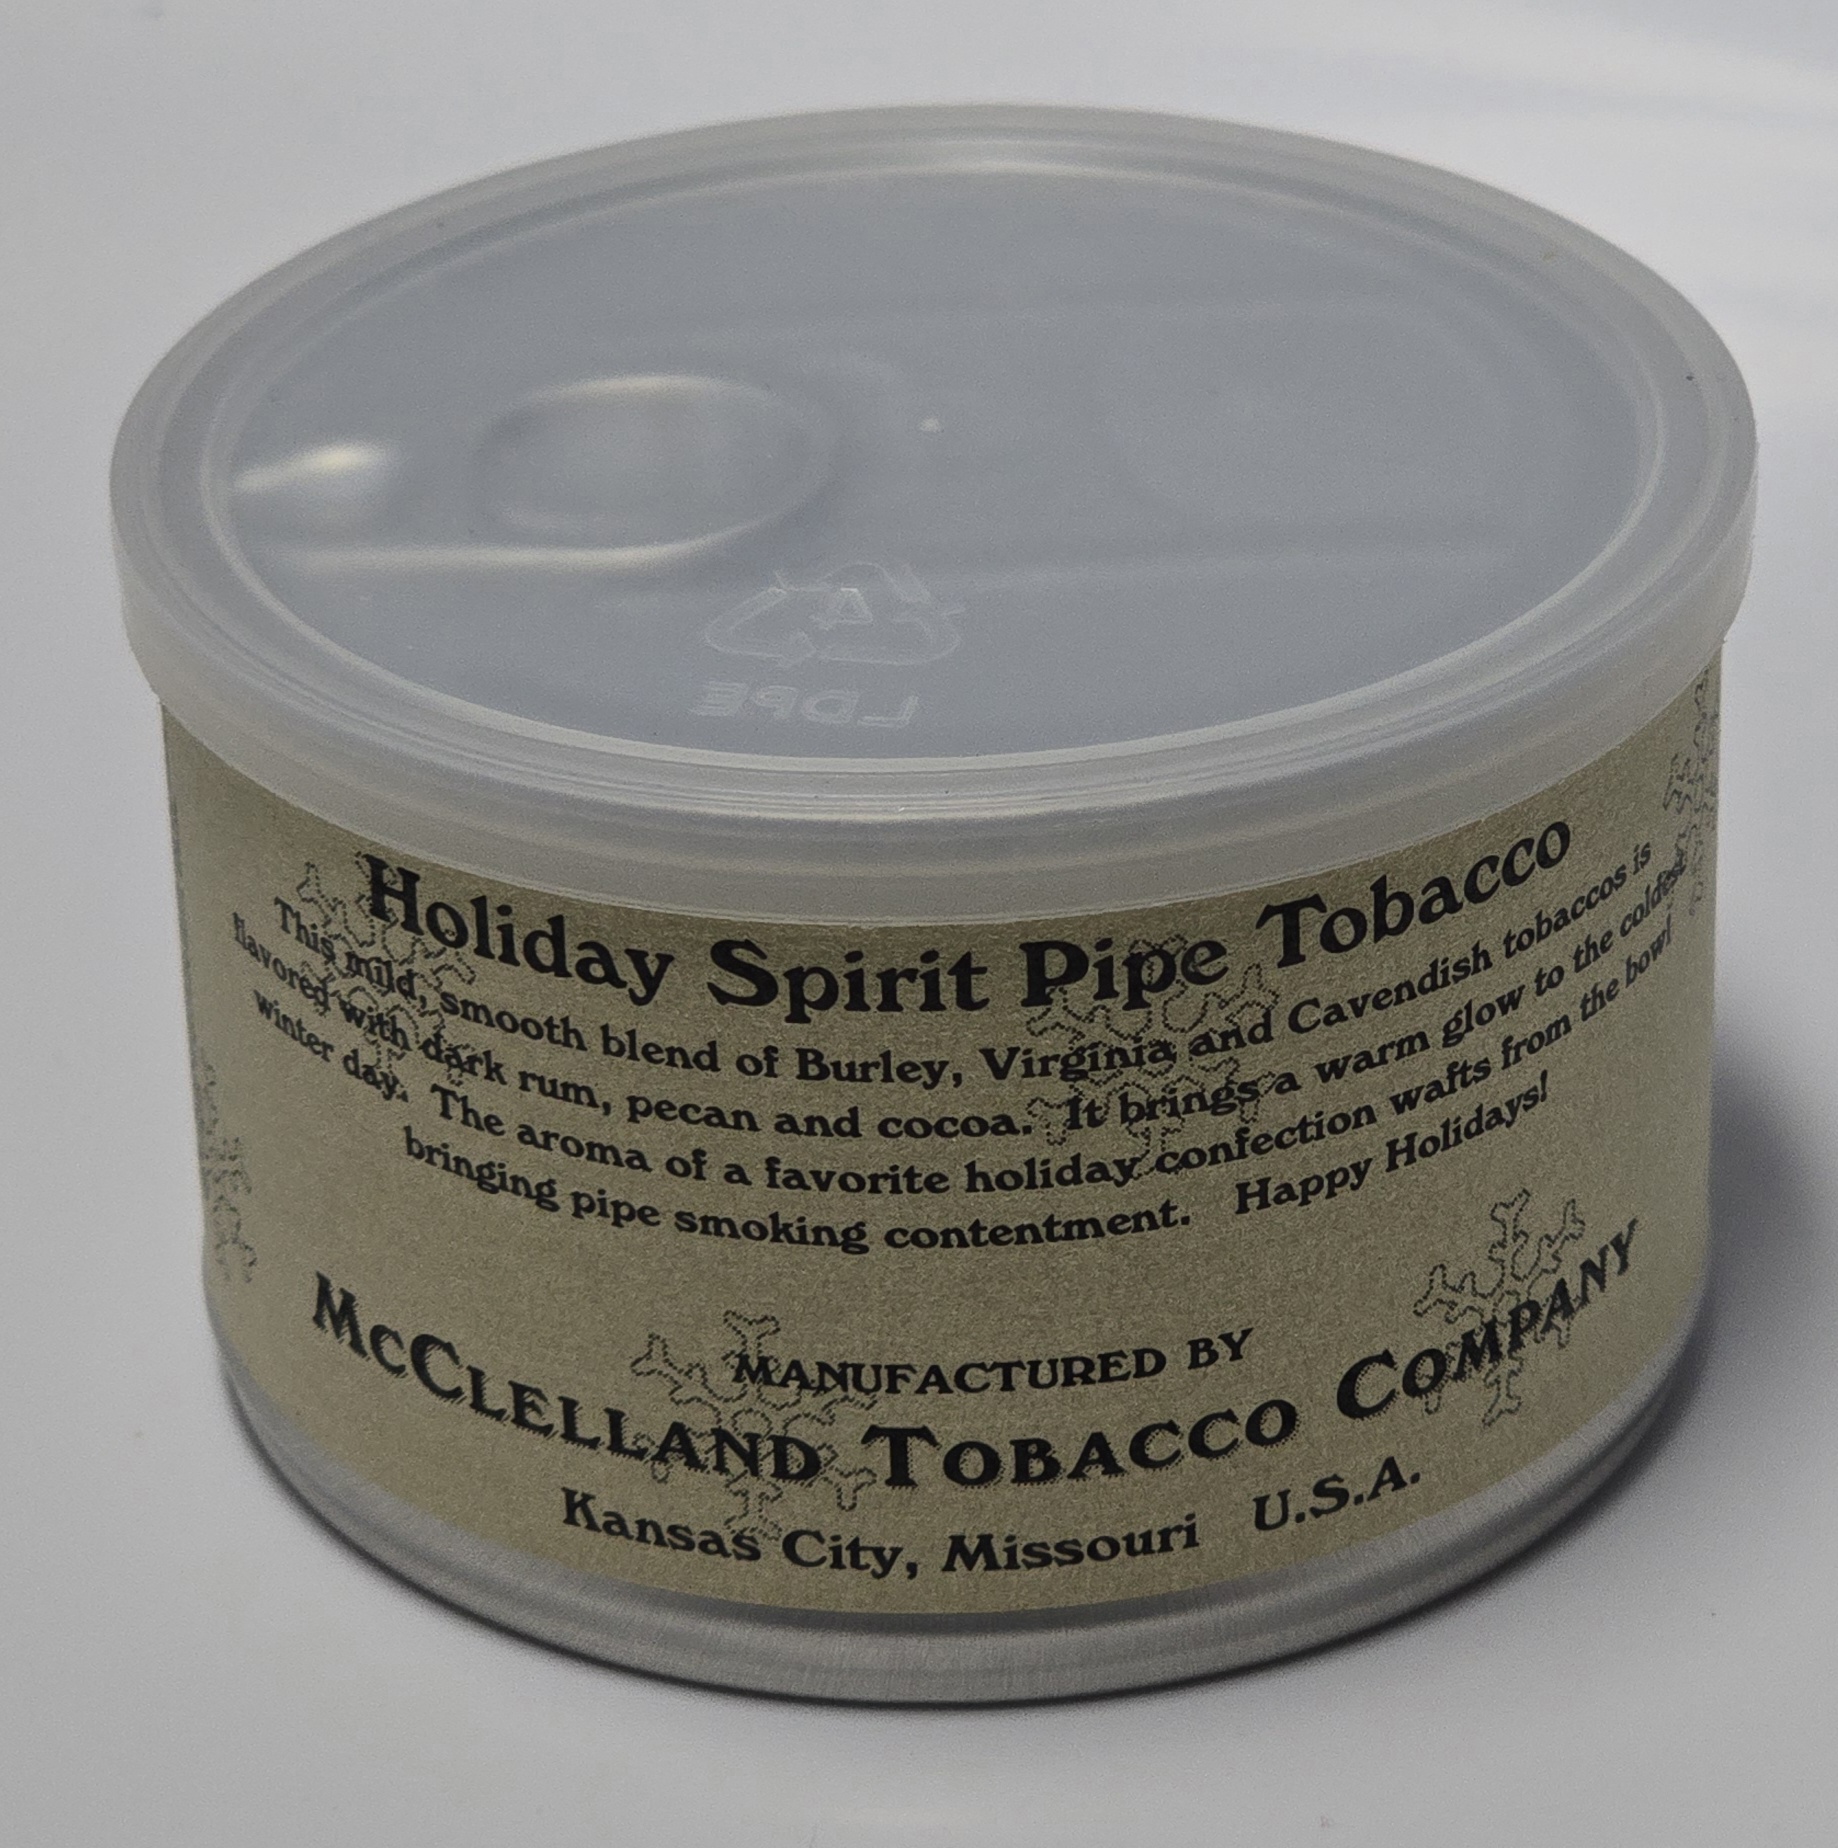 4
LDPE
Holiday Spirit Pipe Tobacco
This mild, smooth blend of Burley, Virginia and Cavendish tobaccos is
flavored with dark rum, pecan and cocoa. It brings a warm glow to the coldest
winter day. The aroma of a favorite holiday confection wafts from the bowl
bringing pipe smoking contentment. Happy Holidays!
MANUFACTURED BY
MCCLELLAND TOBACCO COMPANY
Kansas City, Missouri U.S.A.